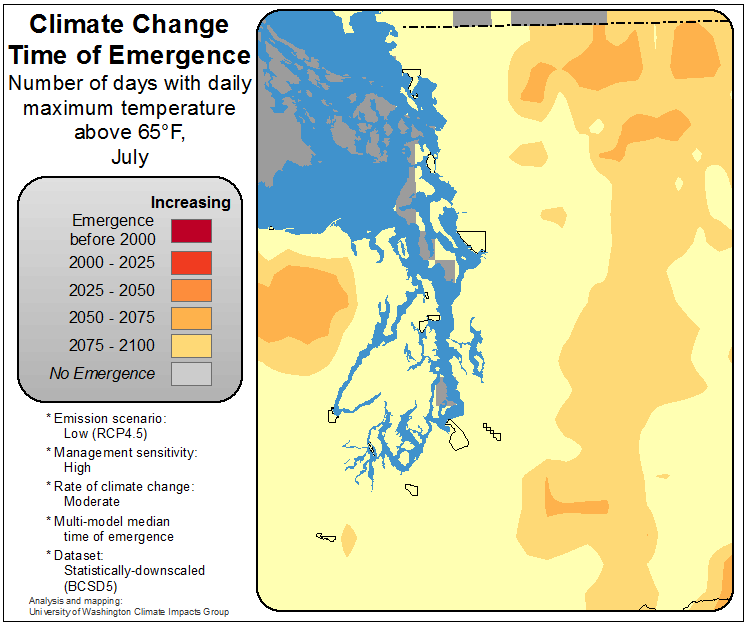 Climate Change
Time of Emergence
Number of days with daily
maximum temperature
above 65°F,
July
Increasing
Emergence
before 2000
2000 - 2025
2025 - 2050
2050 - 2075
2075 - 2100
No Emergence
* Emission scenario:
Low (RCP4.5)
* Management sensitivity:
High
* Rate of climate change:
Moderate
* Multi-model median
time of emergence
* Dataset:
Statistically-downscaled
(BCSD5)
Analysis and mapping:
University of Washington Climate Impacts Group